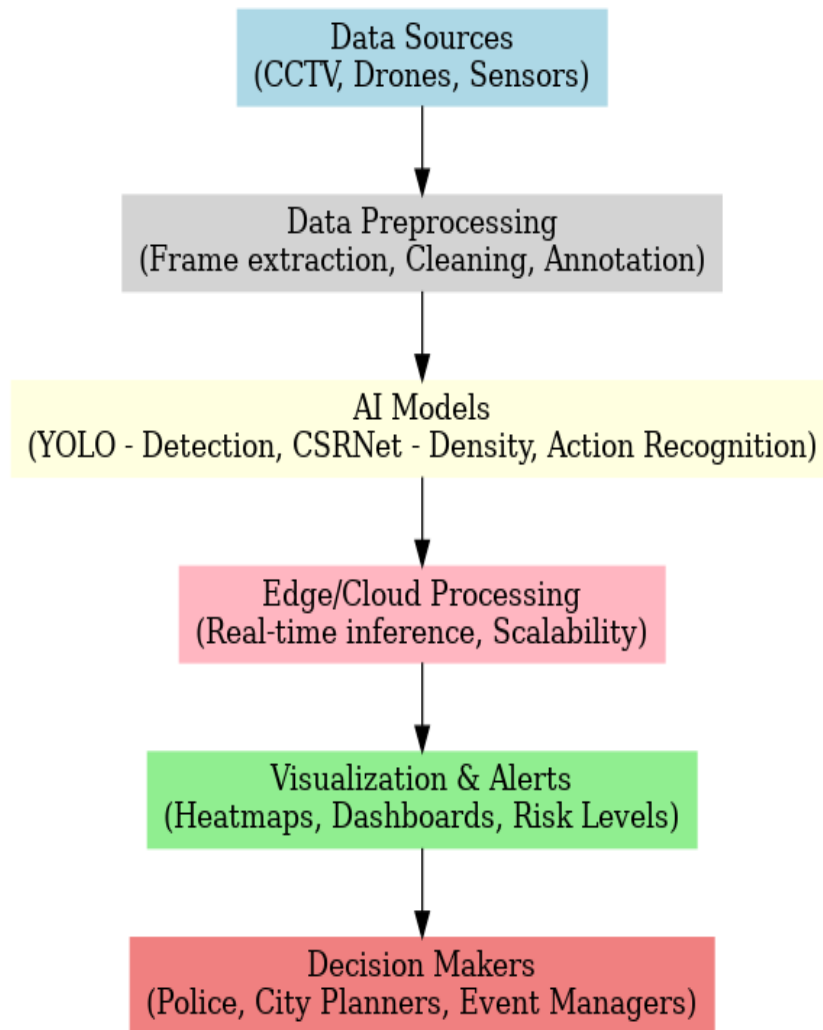 Data Sources
(CCTV, Drones, Sensors)
Data Preprocessing
(Frame extraction, Cleaning, Annotation)
AI Models
(YOLO - Detection, CSRNet - Density, Action Recognition)
Edge/Cloud Processing
(Real-time inference, Scalability)
Visualization & Alerts
(Heatmaps, Dashboards, Risk Levels)
Decision Makers
(Police, City Planners, Event Managers)